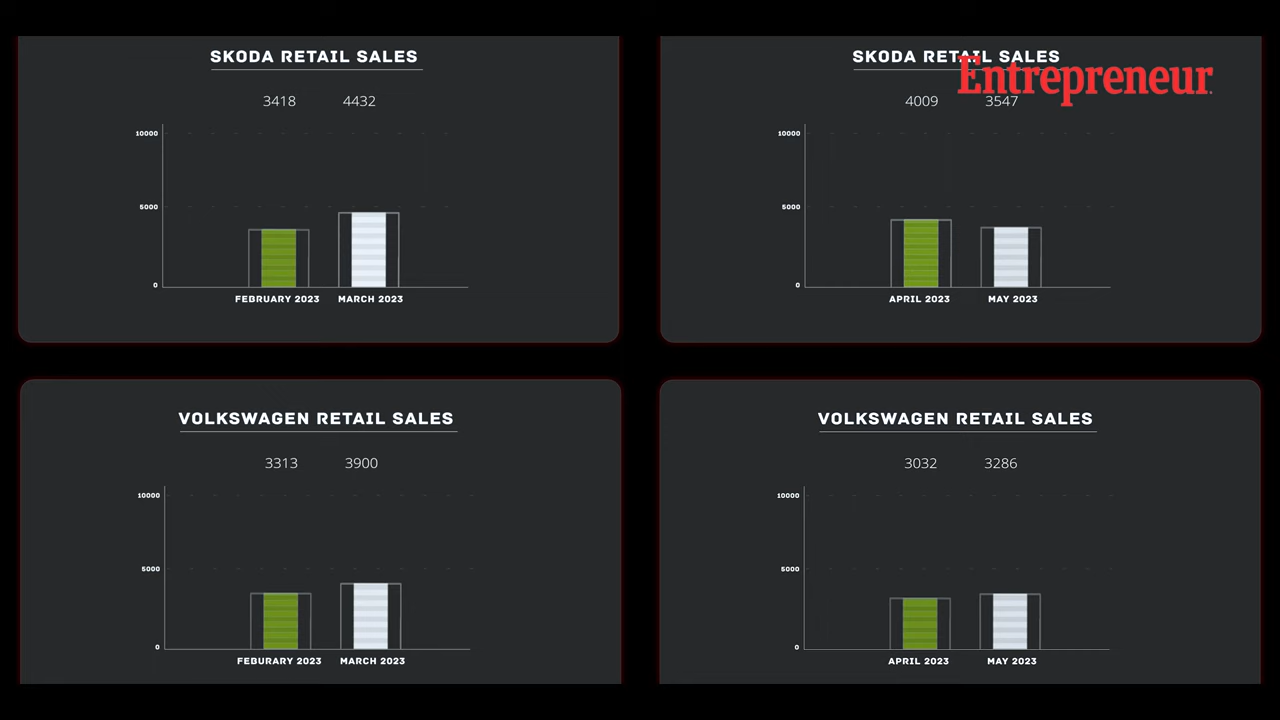 SKODA RETAIL SALES
3418 4432
10000
5000
0
FEBRUARY 2023 MARCH 2023
SKODA RETAIL SALES
Entrepreneur.
4009 3547
10000
5000
0
APRIL 2023 MAY 2023
VOLKSWAGEN RETAIL SALES
3313 3900
10000
5000
0
FEBURARY 2023 MARCH 2023
VOLKSWAGEN RETAIL SALES
3032 3286
10000
5000
0
APRIL 2023 MAY 2023